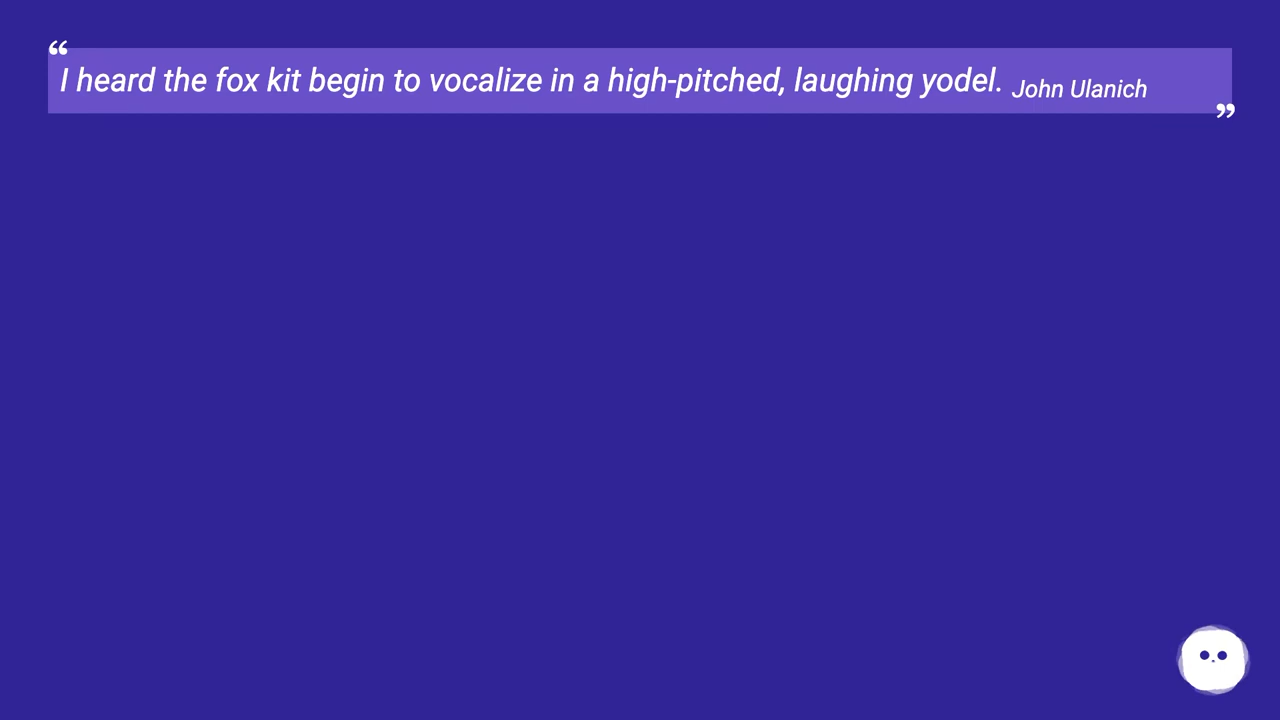 “
I heard the fox kit begin to vocalize in a high-pitched, laughing yodel. John Ulanich
”